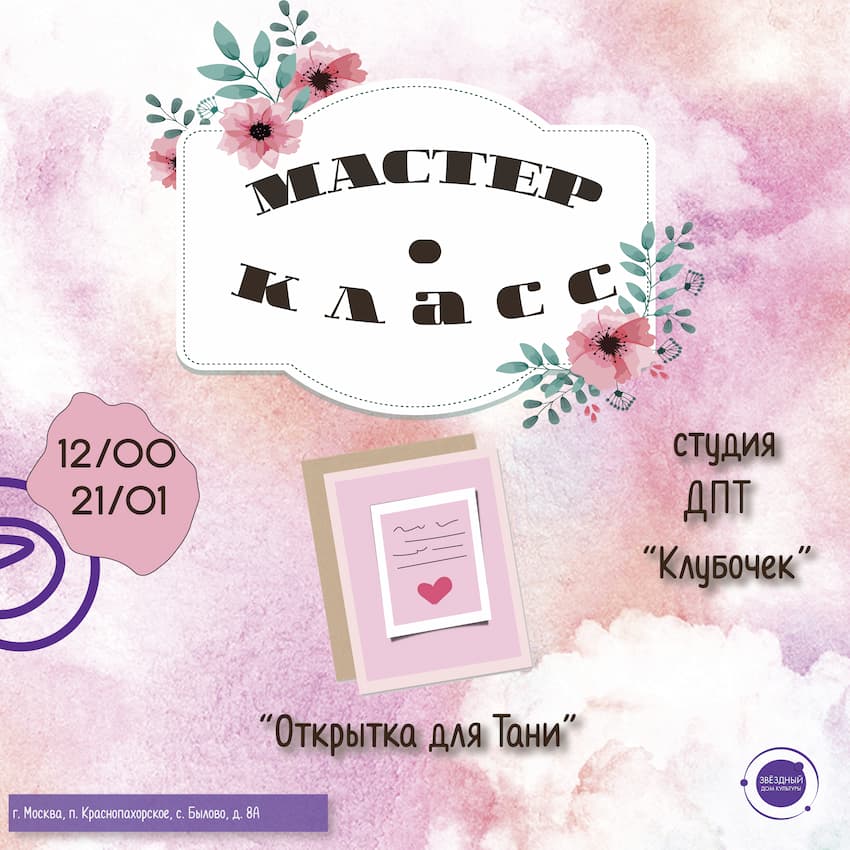 МАСТЕР
•
КЛаСС
12/00
21/01
студия
ДПТ
“Клубочек”
“Открытка для Тани”
ЗВЁЗДНЫЙ
ДОМ КУЛЬТУРЫ
г. Москва, п. Краснопахорское, с. Былово, д. 8А